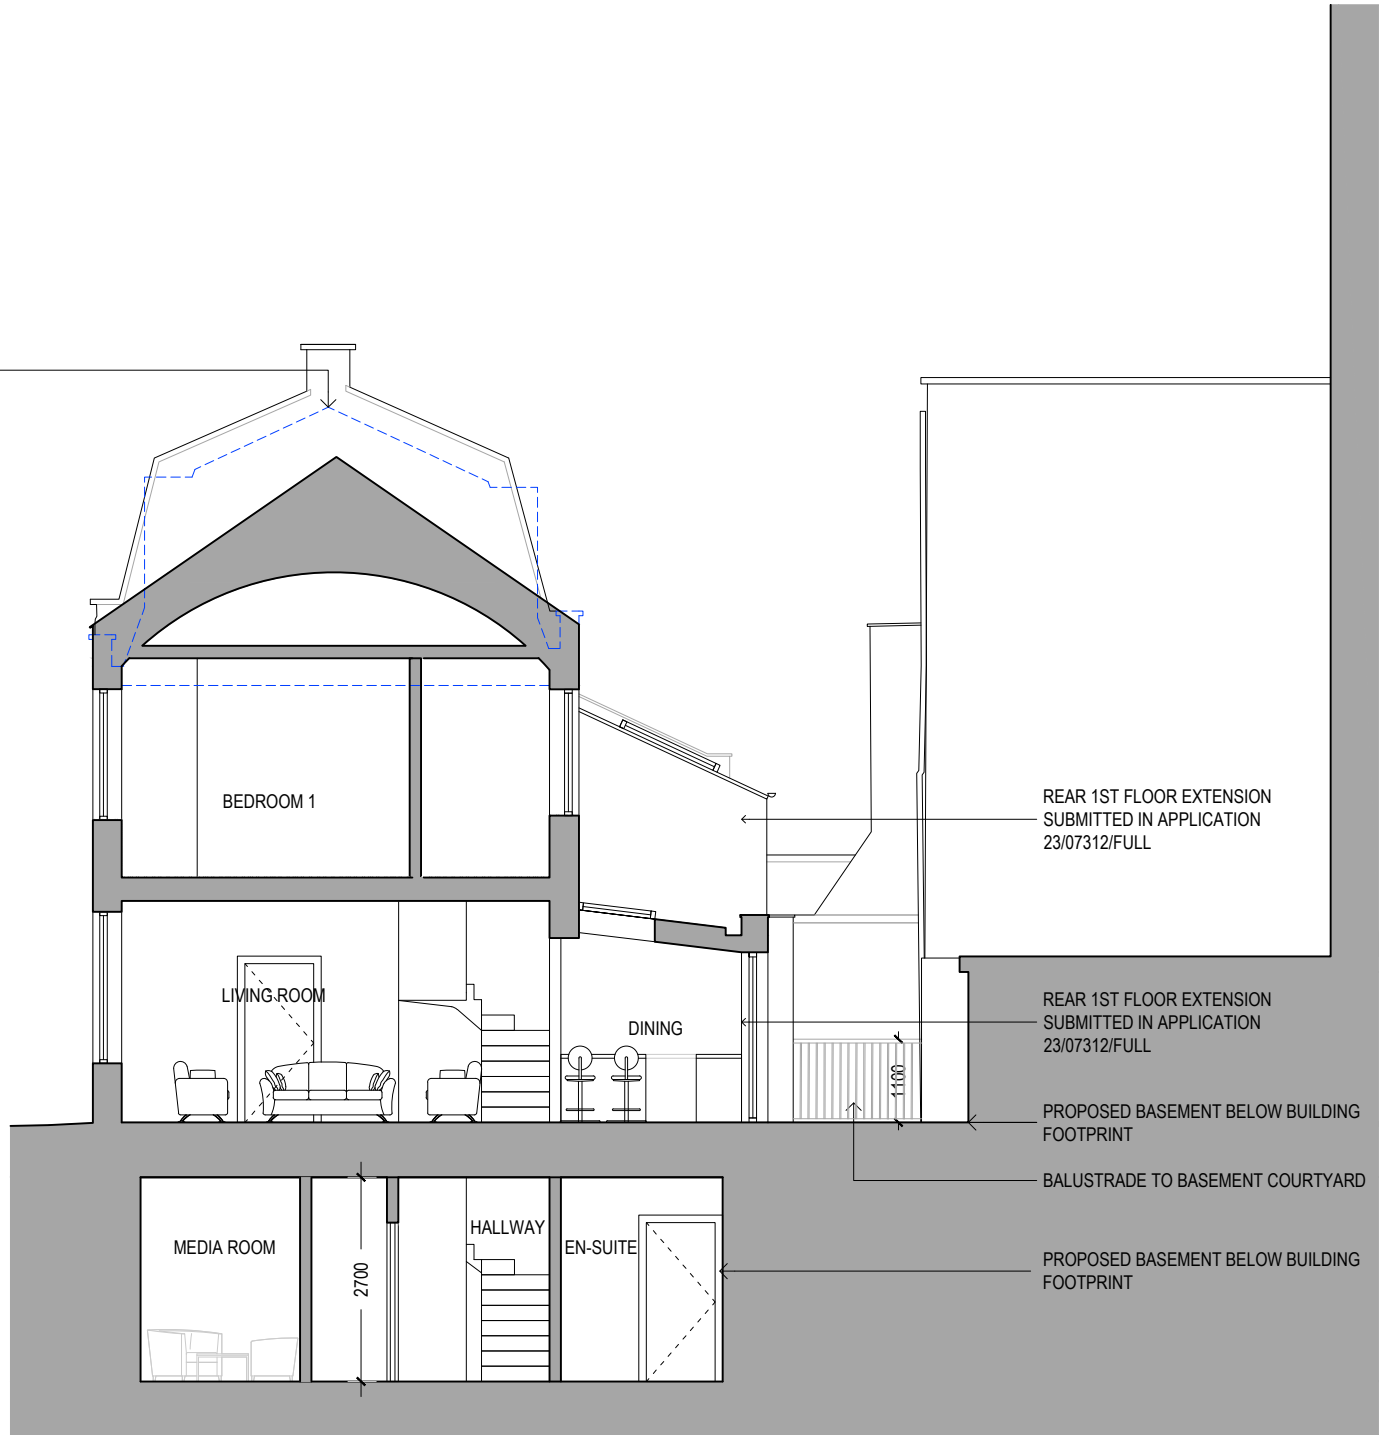 BEDROOM 1
REAR 1ST FLOOR EXTENSION
SUBMITTED IN APPLICATION
23/07312/FULL
LIVING ROOM
DINING
REAR 1ST FLOOR EXTENSION
SUBMITTED IN APPLICATION
23/07312/FULL
1100
PROPOSED BASEMENT BELOW BUILDING
FOOTPRINT
BALUSTRADE TO BASEMENT COURTYARD
MEDIA ROOM
2700
HALLWAY
EN-SUITE
PROPOSED BASEMENT BELOW BUILDING
FOOTPRINT